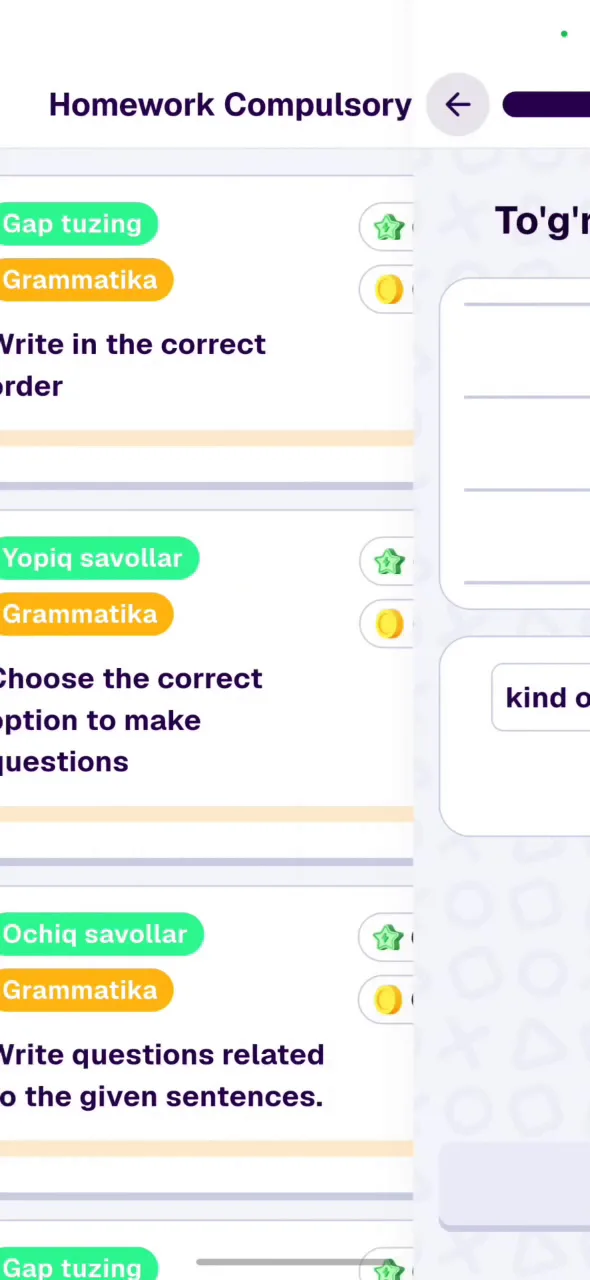 Homework Compulsory
Gap tuzing
Grammatika
Write in the correct
order
Yopiq savollar
Grammatika
Choose the correct
option to make
questions
Ochiq savollar
Grammatika
Write questions related
to the given sentences.
Gap tuzing
To'g'r
kind o